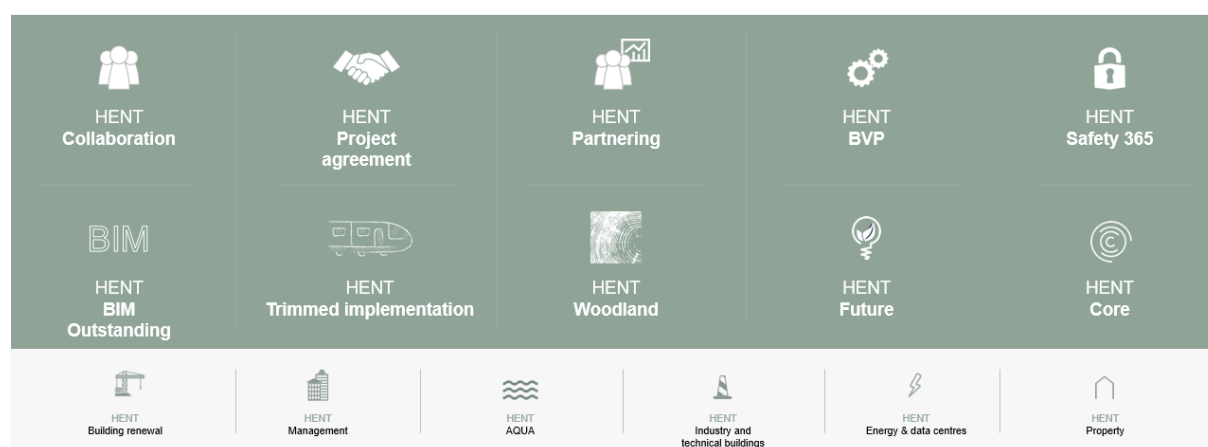 HENT
Collaboration
HENT
Project
agreement
HENT
Partnering
HENT
BVP
HENT
Safety 365
BIM
HENT
BIM
Outstanding
HENT
Trimmed implementation
HENT
Woodland
HENT
Future
C
HENT
Core
HENT
Building renewal
HENT
Management
HENT
AQUA
HENT
Industry and
technical buildings
HENT
Energy & data centres
HENT
Property